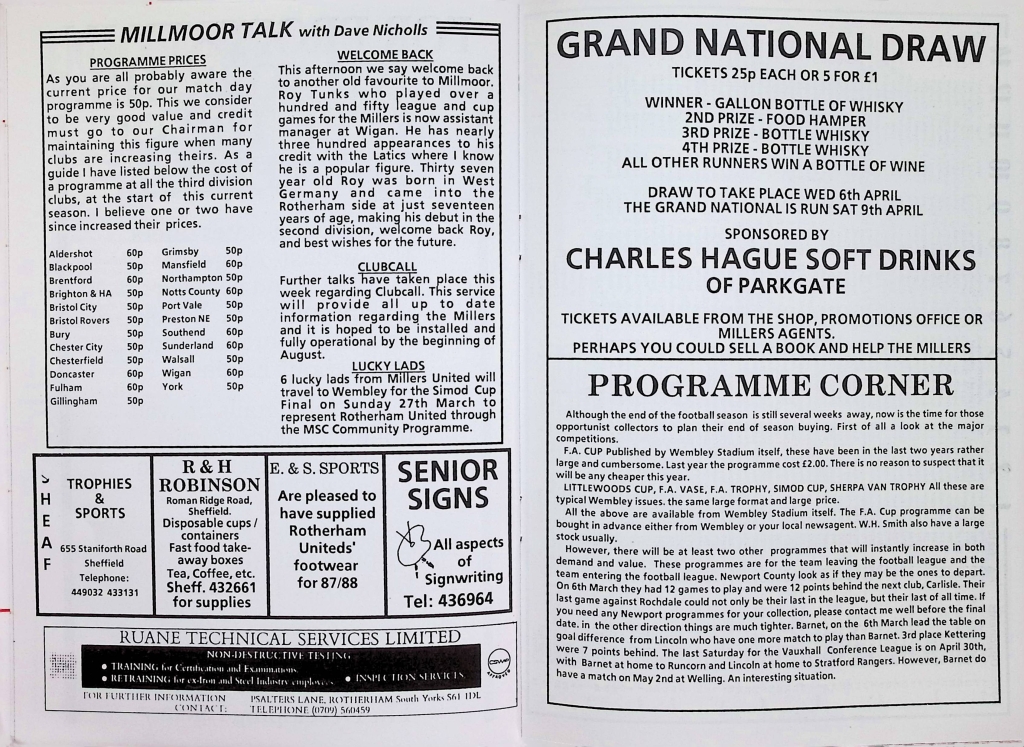 MILLMOOR TALK with Dave Nicholls
PROGRAMME PRICES
As you are all probably aware the
current price for our match day
programme is 50p. This we consider
to be very good value and credit
must go to our Chairman for
maintaining this figure when many
clubs are increasing theirs. As a
guide I have listed below the cost of
a programme at all the third division
clubs, at the start of this current
season. I believe one or two have
since increased their prices.
Aldershot 60p Grimsby 50p
Blackpool 50p Mansfield 60p
Brentford 60p Northampton 50p
Brighton & HA 50p Notts County 60p
Bristol City 50p Port Vale 50p
Bristol Rovers 50p Preston NE 50p
Bury 50p Southend 60p
Chester City 50p Sunderland 60p
Chesterfield 50p Walsall 50p
Doncaster 60p Wigan 60p
Fulham 60p York 50p
Gillingham 50p
WELCOME BACK
This afternoon we say welcome back
to another old favourite to Millmoor.
Roy Tunks who played over a
hundred and fifty league and cup
games for the Millers is now assistant
manager at Wigan. He has nearly
three hundred appearances to his
credit with the Latics where I know
he is a popular figure. Thirty seven
year old Roy was born in West
Germany and came into the
Rotherham side at just seventeen
years of age, making his debut in the
second division, welcome back Roy,
and best wishes for the future.
CLUBCALL
Further talks have taken place this
week regarding Clubcall. This service
will provide all up to date
information regarding the Millers
and it is hoped to be installed and
fully operational by the beginning of
August.
LUCKY LADS
6 lucky lads from Millers United will
travel to Wembley for the Simod Cup
Final on Sunday 27th March to
represent Rotherham United through
the MSC Community Programme.
HEAF
TROPHIES
&
SPORTS
655 Staniforth Road
Sheffield
Telephone:
449032 433131
R & H
ROBINSON
Roman Ridge Road,
Sheffield.
Disposable cups /
containers
Fast food take-
away boxes
Tea, Coffee, etc.
Sheff. 432661
for supplies
E. & S. SPORTS
Are pleased to
have supplied
Rotherham
Uniteds'
footwear
for 87/88
SENIOR
SIGNS
All aspects
of
Signwriting
Tel: 436964
RUANE TECHNICAL SERVICES LIMITED
NON-DESTRUCTIVE TESTING
● TRAINING for Certification and Examinations.
● RETRAINING for ex-Iron and Steel Industry employees. ● INSPECTION SERVICES
FOR FURTHER INFORMATION PSALTERS LANE, ROTHERHAM South Yorks S61 1DL
CONTACT: TELEPHONE (0709) 560459
GRAND NATIONAL DRAW
TICKETS 25p EACH OR 5 FOR £1
WINNER - GALLON BOTTLE OF WHISKY
2ND PRIZE - FOOD HAMPER
3RD PRIZE - BOTTLE WHISKY
4TH PRIZE - BOTTLE WHISKY
ALL OTHER RUNNERS WIN A BOTTLE OF WINE
DRAW TO TAKE PLACE WED 6th APRIL
THE GRAND NATIONAL IS RUN SAT 9th APRIL
SPONSORED BY
CHARLES HAGUE SOFT DRINKS
OF PARKGATE
TICKETS AVAILABLE FROM THE SHOP, PROMOTIONS OFFICE OR
MILLERS AGENTS.
PERHAPS YOU COULD SELL A BOOK AND HELP THE MILLERS
PROGRAMME CORNER
Although the end of the football season is still several weeks away, now is the time for those
opportunist collectors to plan their end of season buying. First of all a look at the major
competitions.
F.A. CUP Published by Wembley Stadium itself, these have been in the last two years rather
large and cumbersome. Last year the programme cost £2.00. There is no reason to suspect that it
will be any cheaper this year.
LITTLEWOODS CUP, F.A. VASE, F.A. TROPHY, SIMOD CUP, SHERPA VAN TROPHY All these are
typical Wembley issues. the same large format and large price.
All the above are available from Wembley Stadium itself. The F.A. Cup programme can be
bought in advance either from Wembley or your local newsagent. W.H. Smith also have a large
stock usually.
However, there will be at least two other programmes that will instantly increase in both
demand and value. These programmes are for the team leaving the football league and the
team entering the football league. Newport County look as if they may be the ones to depart.
On 6th March they had 12 games to play and were 12 points behind the next club, Carlisle. Their
last game against Rochdale could not only be their last in the league, but their last of all time. If
you need any Newport programmes for your collection, please contact me well before the final
date. in the other direction things are much tighter. Barnet, on the 6th March lead the table on
goal difference from Lincoln who have one more match to play than Barnet. 3rd place Kettering
were 7 points behind. The last Saturday for the Vauxhall Conference League is on April 30th,
with Barnet at home to Runcorn and Lincoln at home to Stratford Rangers. However, Barnet do
have a match on May 2nd at Welling. An interesting situation.